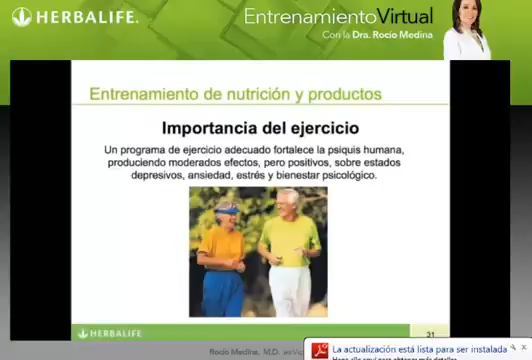 HERBALIFE.
EntrenamientoVirtual
Con la Dra. Rocío Medina
Entrenamiento de nutrición y productos
Importancia del ejercicio
Un programa de ejercicio adecuado fortalece la psiquis humana,
produciendo moderados efectos, pero positivos, sobre estados
depresivos, ansiedad, estrés y bienestar psicológico.
HERBALIFE
31
Rocío Medina, M.D.
La actualización está lista para ser instalada